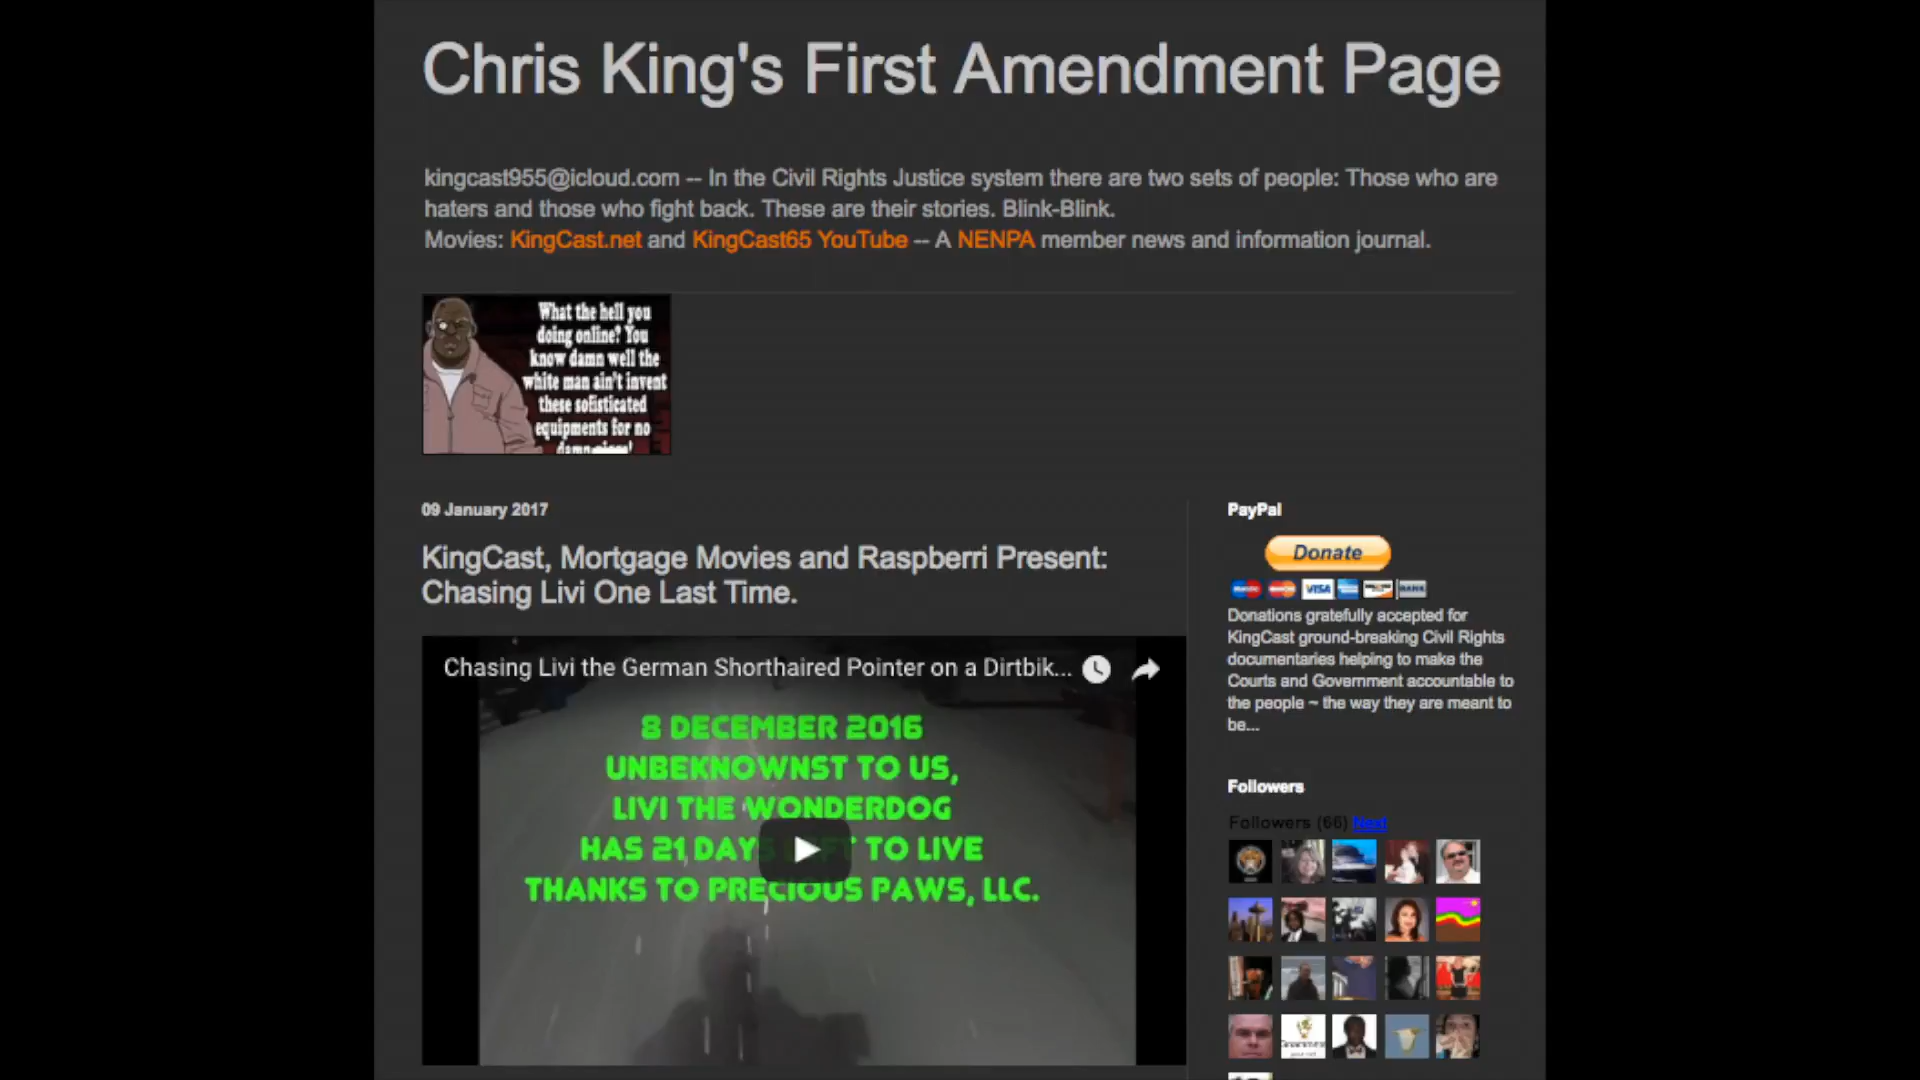 Chris King's First Amendment Page
kingcast955@icloud.com -- In the Civil Rights Justice system there are two sets of people: Those who are
haters and those who fight back. These are their stories. Blink-Blink.
Movies: KingCast.net and KingCast65 YouTube -- A NENPA member news and information journal.
What the hell you
doing online? You
know damn well the
white man ain't invent
these sofisticated
equipments for no
damn
09 January 2017
KingCast, Mortgage Movies and Raspberri Present:
Chasing Livi One Last Time.
Chasing Livi the German Shorthaired Pointer on a Dirtbik...
8 DECEMBER 2016
UNBEKNOWNST TO US,
LIVI THE WONDERDOG
HAS 21 DAYS TO LIVE
THANKS TO PRECIOUS PAWS, LLC.
PayPal
Donate
VISA
BANK
Donations gratefully accepted for
KingCast ground-breaking Civil Rights
documentaries helping to make the
Courts and Government accountable to
the people ~ the way they are meant to
be...
Followers
Followers (66) Next